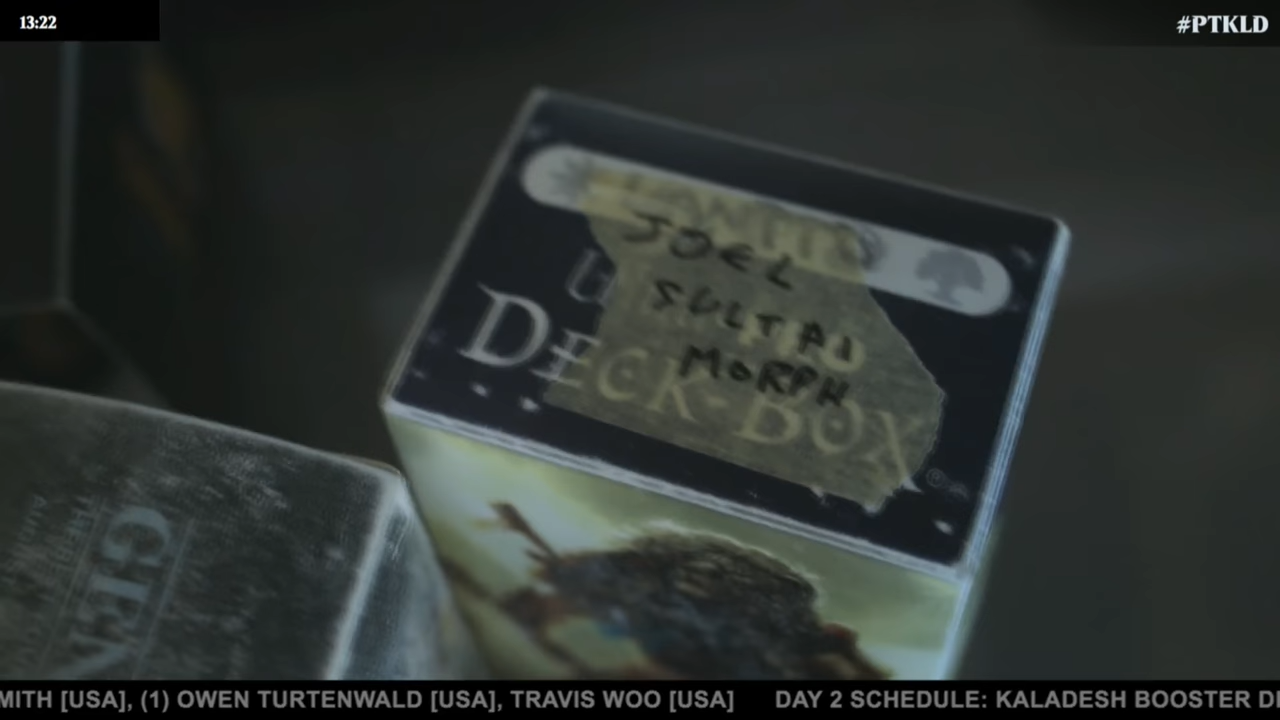 13:22
#PTKLD
JOEL
SULTAI
MORPH
DECK-BOX
MITH [USA], (1) OWEN TURTENWALD [USA], TRAVIS WOO [USA] DAY 2 SCHEDULE: KALADESH BOOSTER